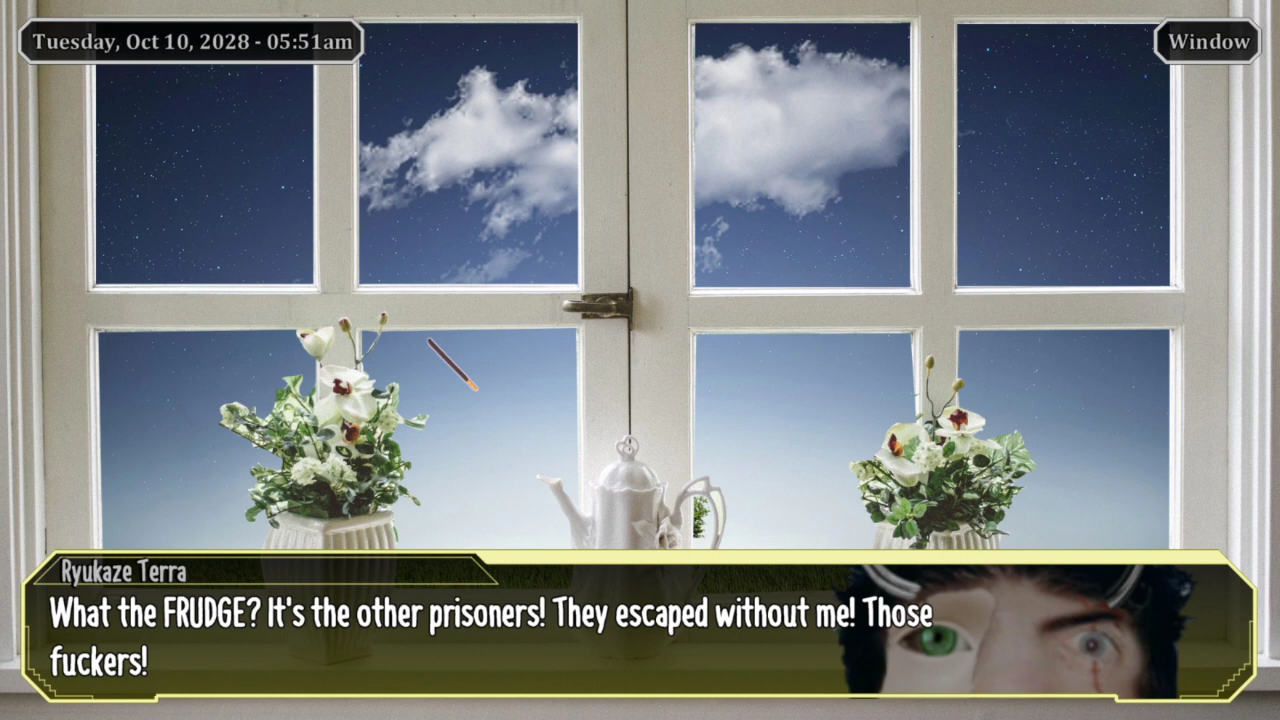 Tuesday, Oct 10, 2028 - 05:51am
Window
Ryukaze Terra
What the FRUDGE? It's the other prisoners! They escaped without me! Those
fuckers!